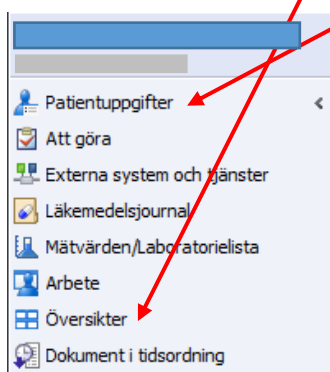 Patientuppgifter
Att göra
Externa system och tjänster
Läkemedelsjournal
Mätvärden/Laboratorielista
Arbete
Översikter
Dokument i tidsordning